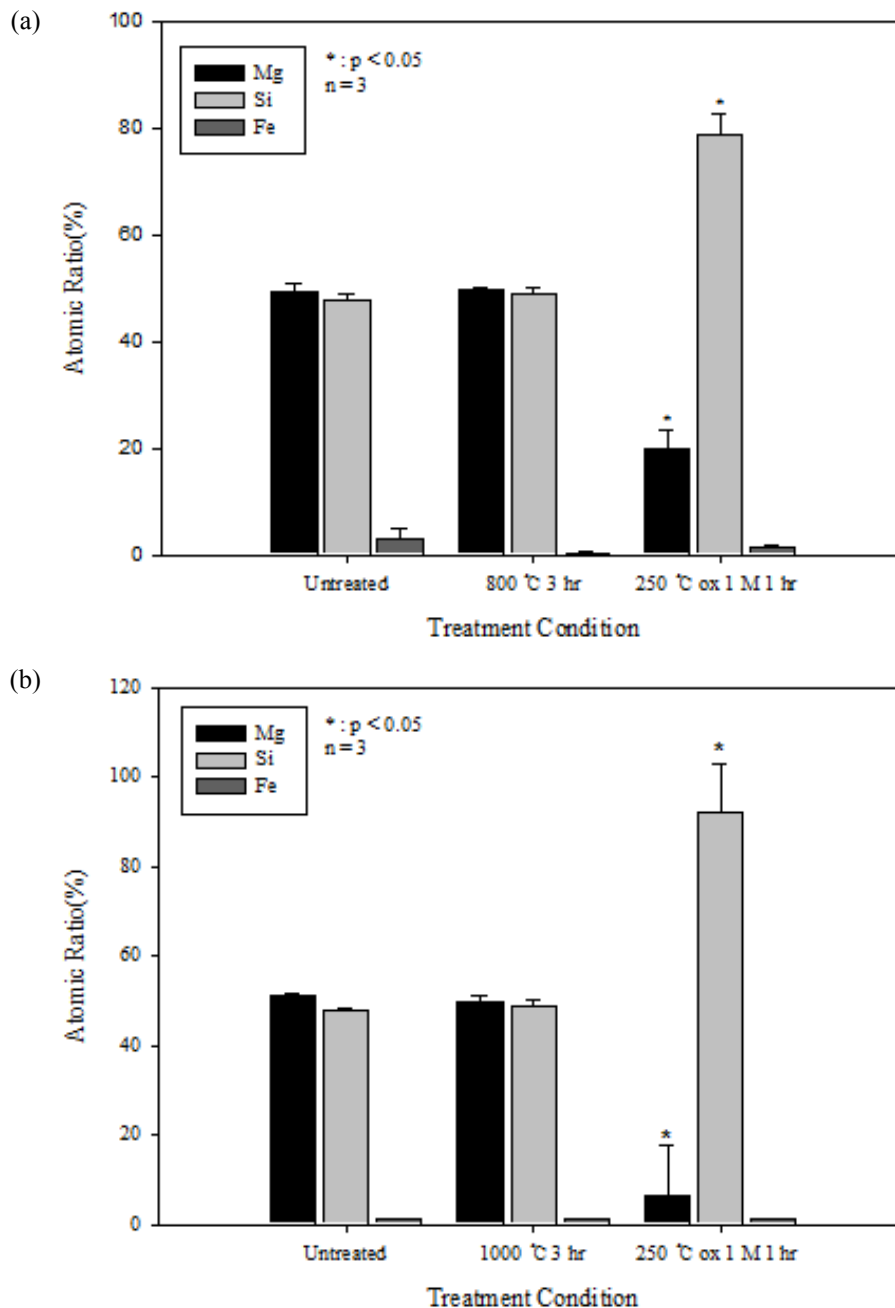 (a)
100
80
60
40
20
0
Atomic Ratio(%)
Mg
Si
Fe
* : p < 0.05
n = 3
*
*
Untreated
800 ℃ 3 hr
250 ℃ ox 1 M 1 hr
Treatment Condition
(b)
120
100
80
60
40
20
0
Atomic Ratio(%)
Mg
Si
Fe
* : p < 0.05
n = 3
*
*
Untreated
1000 ℃ 3 hr
250 ℃ ox 1 M 1 hr
Treatment Condition